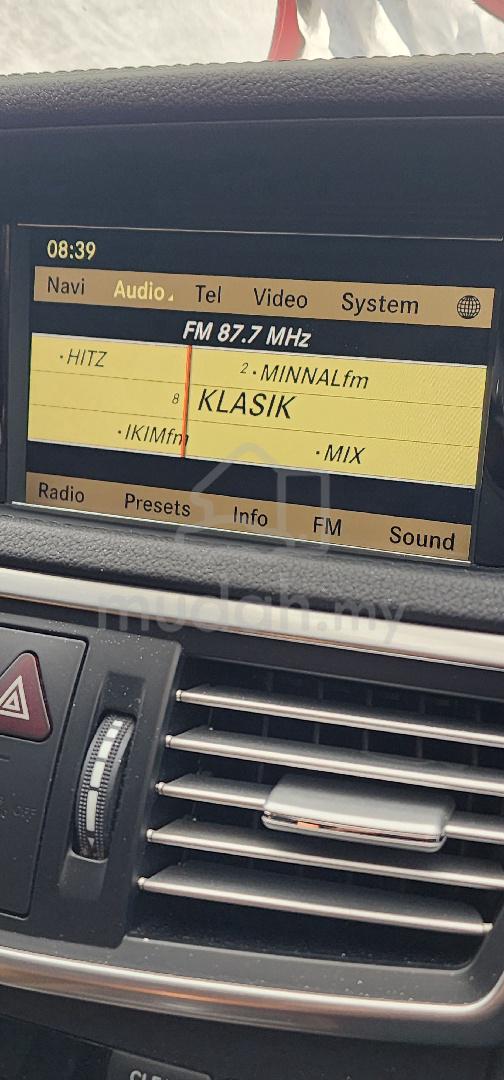 08:39
Navi Audio Tel Video System
FM 87.7 MHz
·HITZ 2·MINNALfm
8 KLASIK
·IKIMfm ·MIX
Radio Presets Info FM Sound
mudah.my